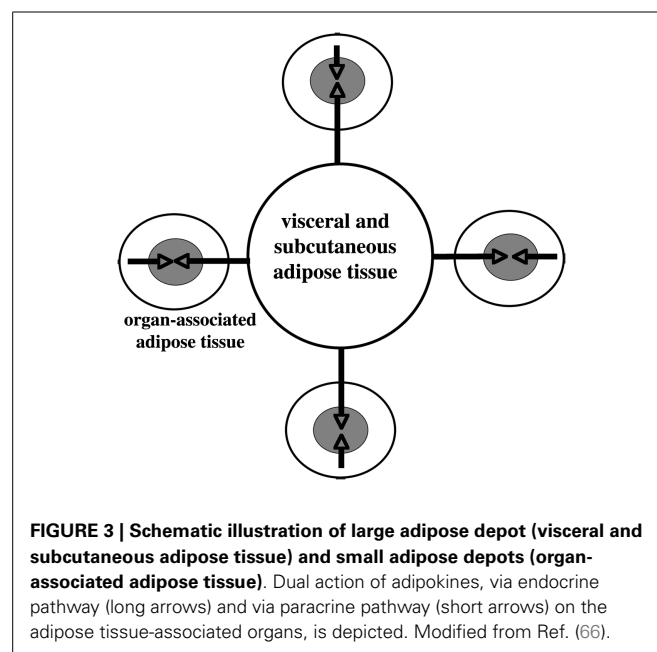 visceral and
subcutaneous
adipose tissue
organ-associated
adipose tissue
FIGURE 3 | Schematic illustration of large adipose depot (visceral and
subcutaneous adipose tissue) and small adipose depots (organ-
associated adipose tissue). Dual action of adipokines, via endocrine
pathway (long arrows) and via paracrine pathway (short arrows) on the
adipose tissue-associated organs, is depicted. Modified from Ref. (66).